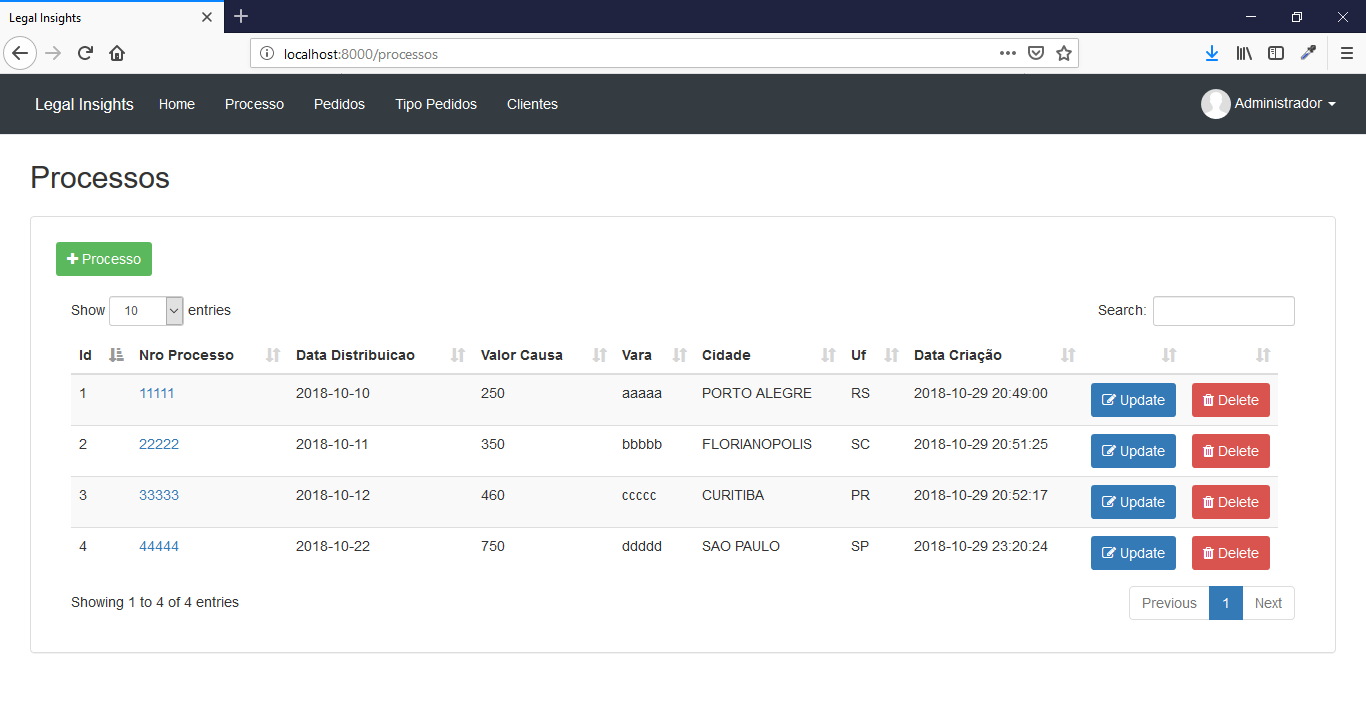 Legal Insights
localhost:8000/processos
Legal Insights Home Processo Pedidos Tipo Pedidos Clientes Administrador
Processos
Processo
Show 10 entries Search:
Id Nro Processo Data Distribuicao Valor Causa Vara Cidade Uf Data Criação
1 11111 2018-10-10 250 aaaaa PORTO ALEGRE RS 2018-10-29 20:49:00 Update Delete
2 22222 2018-10-11 350 bbbbb FLORIANOPOLIS SC 2018-10-29 20:51:25 Update Delete
3 33333 2018-10-12 460 ccccc CURITIBA PR 2018-10-29 20:52:17 Update Delete
4 44444 2018-10-22 750 ddddd SAO PAULO SP 2018-10-29 23:20:24 Update Delete
Showing 1 to 4 of 4 entries Previous 1 Next